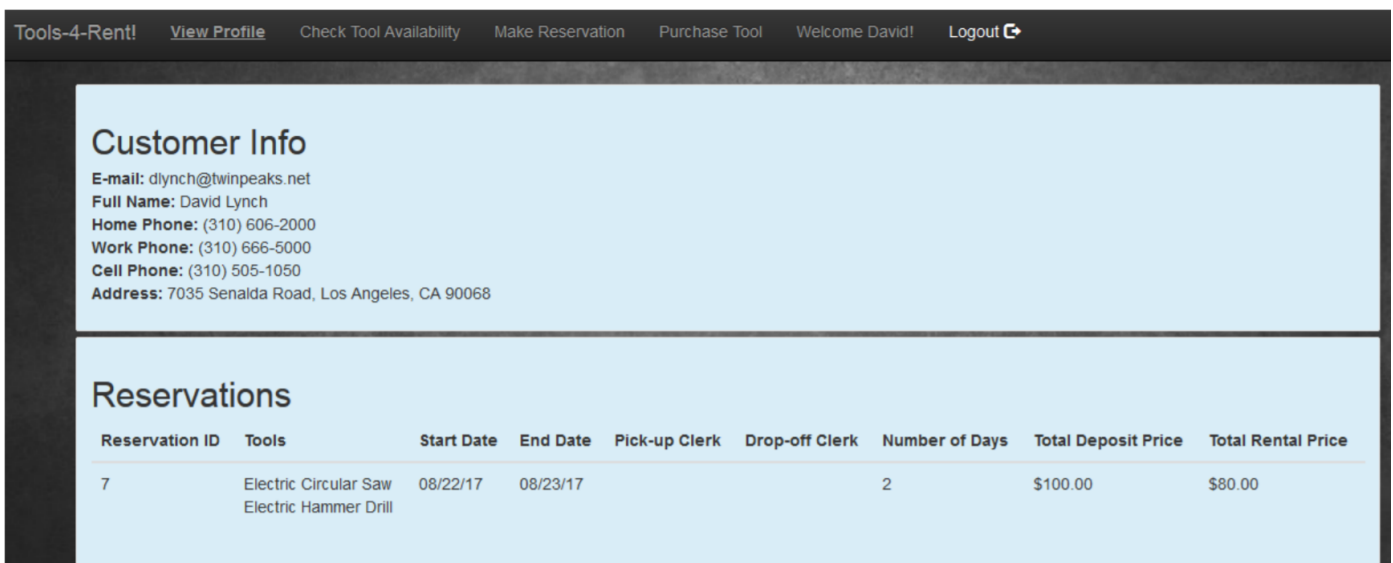 Tools-4-Rent! View Profile Check Tool Availability Make Reservation Purchase Tool Welcome David! Logout
Customer Info
E-mail: dlynch@twinpeaks.net
Full Name: David Lynch
Home Phone: (310) 606-2000
Work Phone: (310) 666-5000
Cell Phone: (310) 505-1050
Address: 7035 Senalda Road, Los Angeles, CA 90068
Reservations
Reservation ID Tools Start Date End Date Pick-up Clerk Drop-off Clerk Number of Days Total Deposit Price Total Rental Price
7 Electric Circular Saw 08/22/17 08/23/17 2 $100.00 $80.00
Electric Hammer Drill